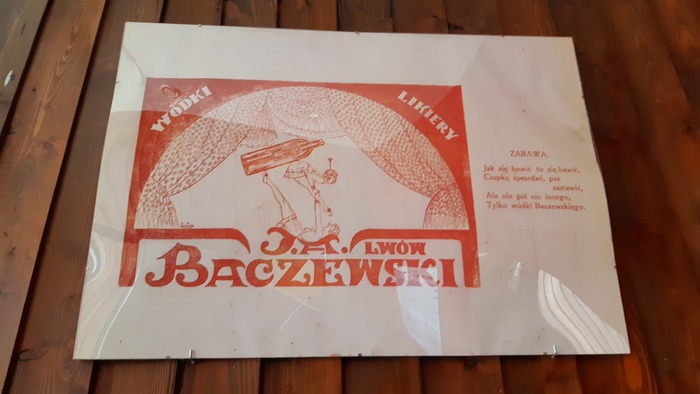 WÓDKI
LIKIERY
J.A. LWÓW
BACZEWSKI
ZABAWA.
Jak się bawić to się bawić,
Czapkę sprzedać, pas
zastawić,
Ale nie pić nic innego,
Tylko wódki Baczewskiego.